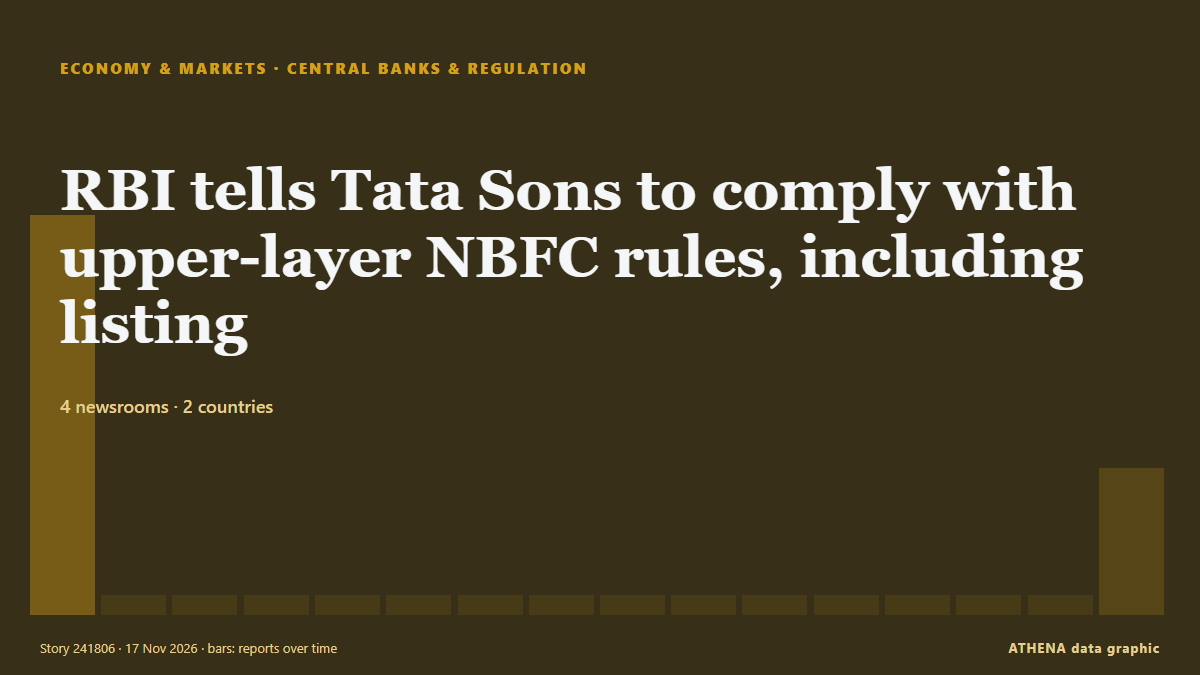 ECONOMY & MARKETS · CENTRAL BANKS & REGULATION
RBI tells Tata Sons to comply with
upper-layer NBFC rules, including
listing
4 newsrooms · 2 countries
Story 241806 · 17 Nov 2026 · bars: reports over time
ATHENA data graphic